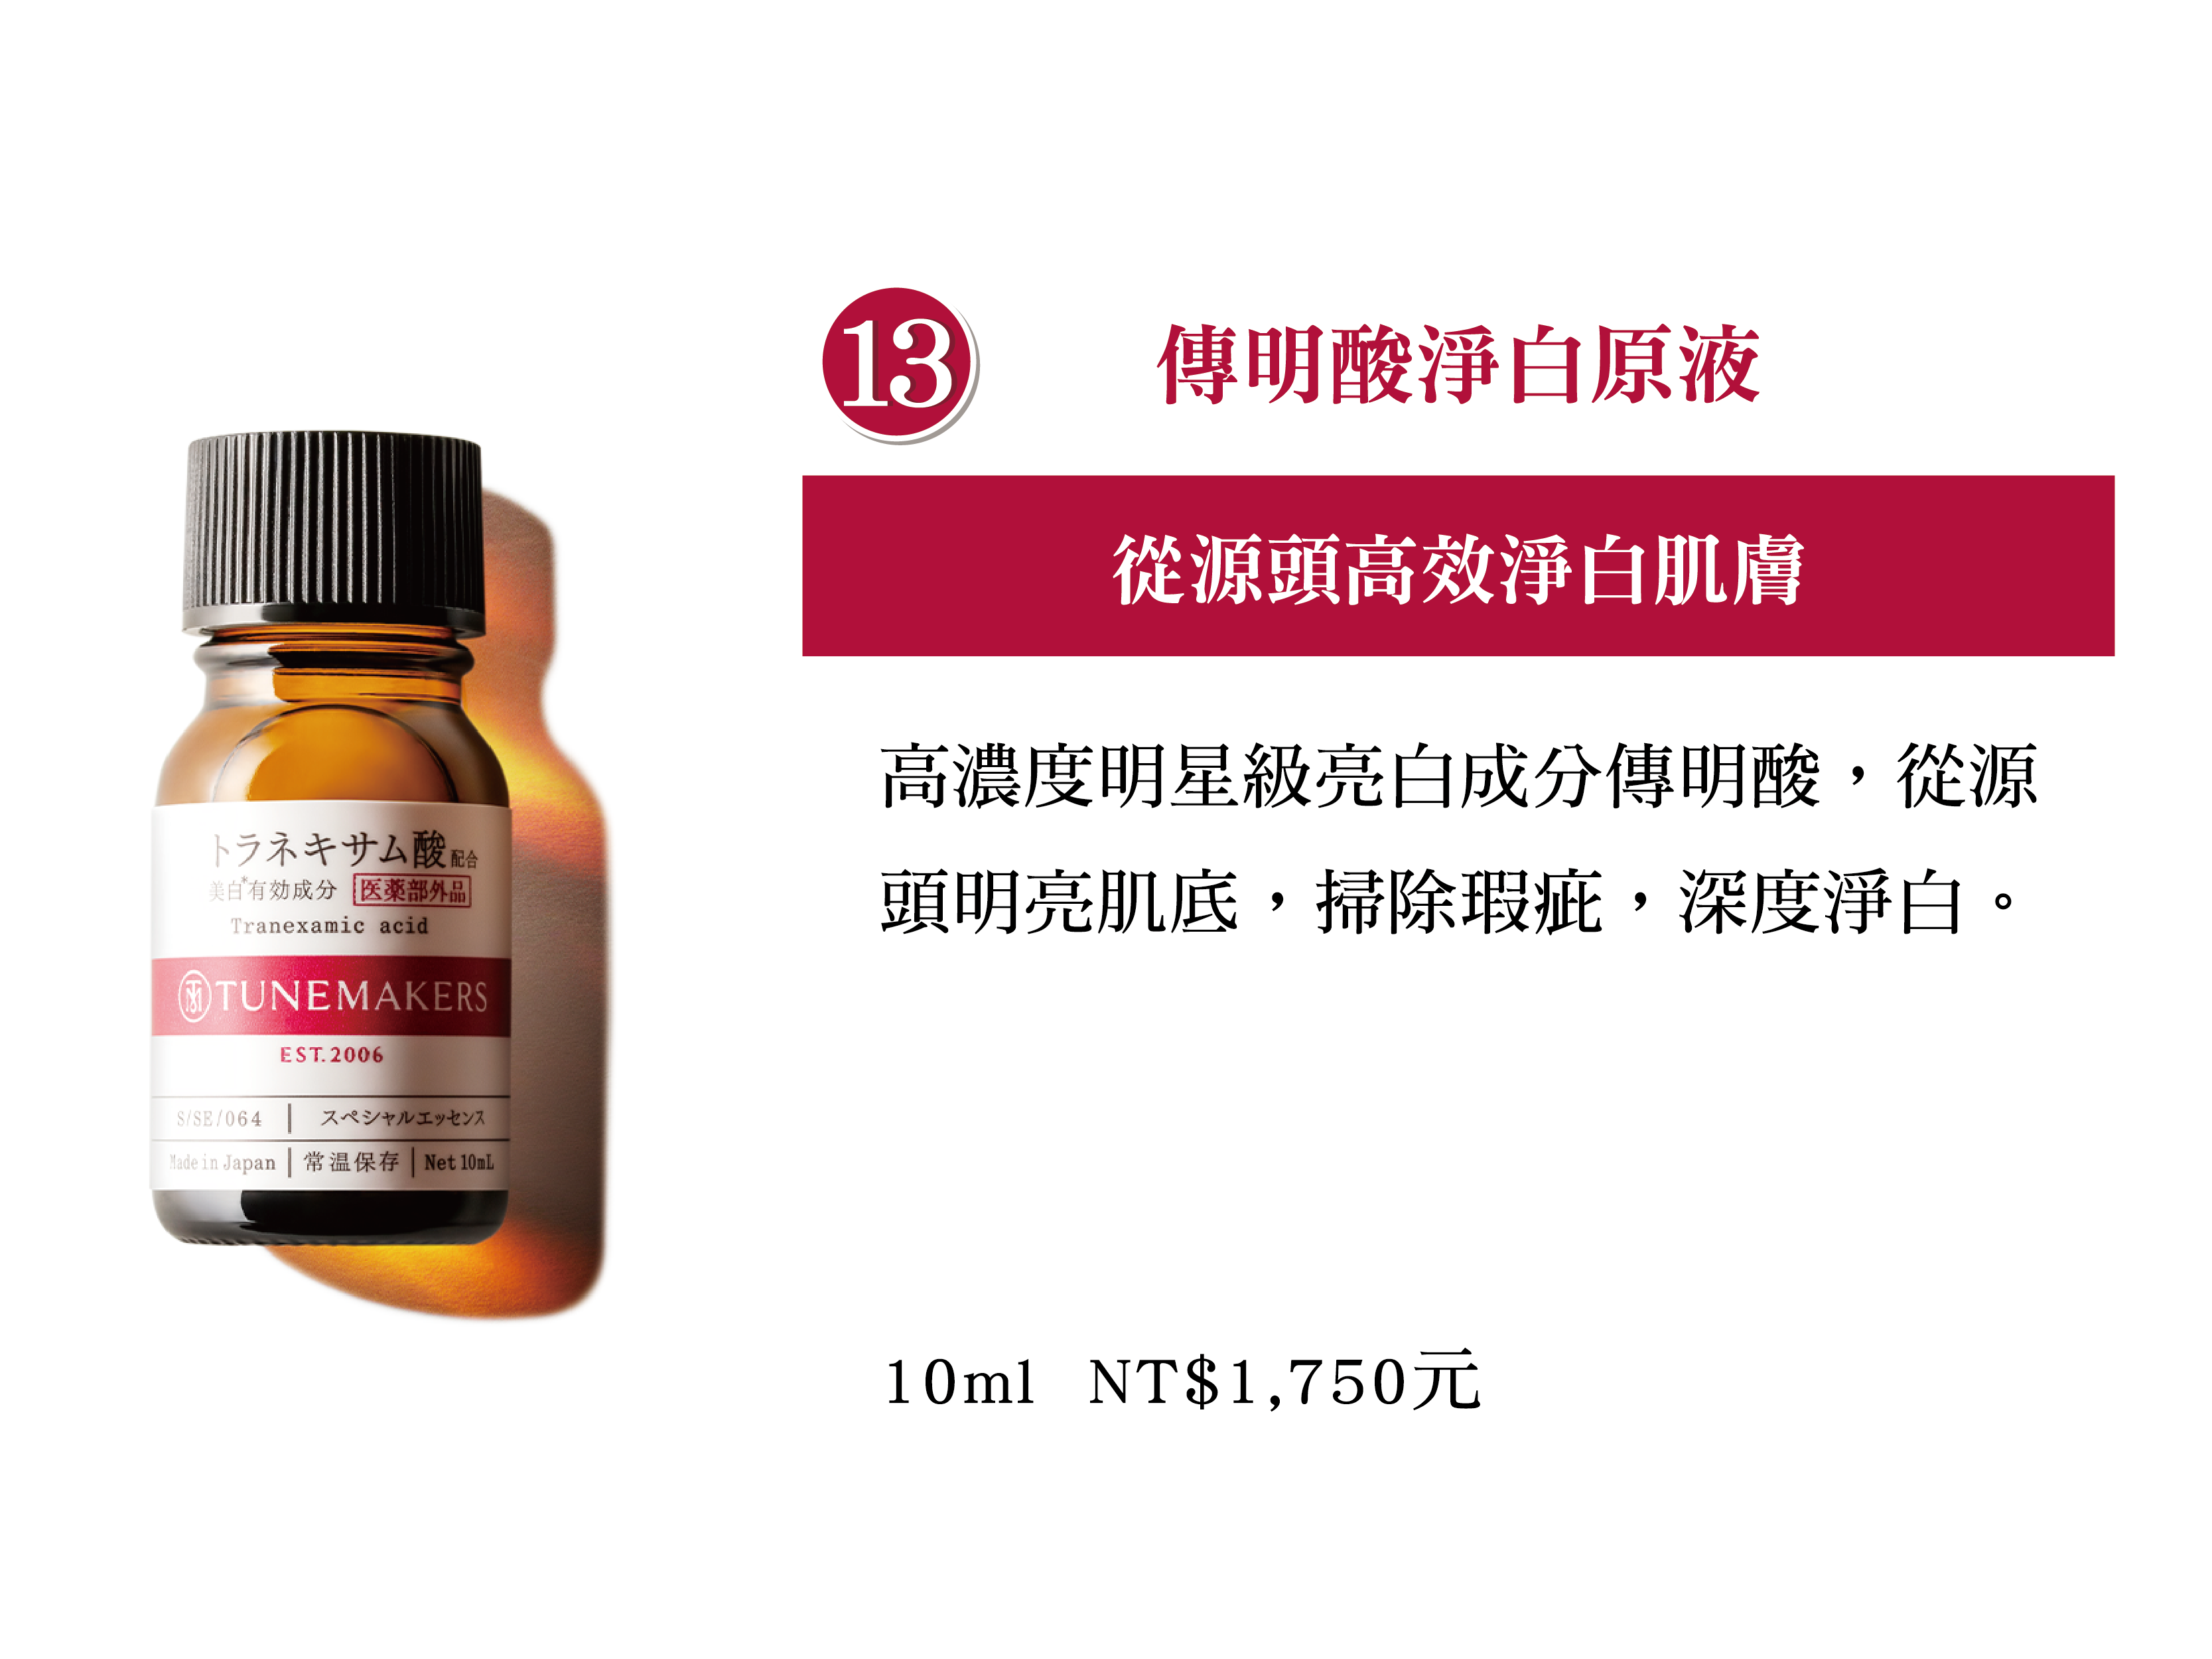 13
傳明酸淨白原液
從源頭高效淨白肌膚
高濃度明星級亮白成分傳明酸，從源
頭明亮肌底，掃除瑕疵，深度淨白。
10ml NT$1,750元
トラネキサム酸配合
美白*有効成分 医薬部外品
Tranexamic acid
TM TUNEMAKERS
EST.2006
S/SE/064 | スペシャルエッセンス
Made in Japan | 常温保存 | Net 10mL